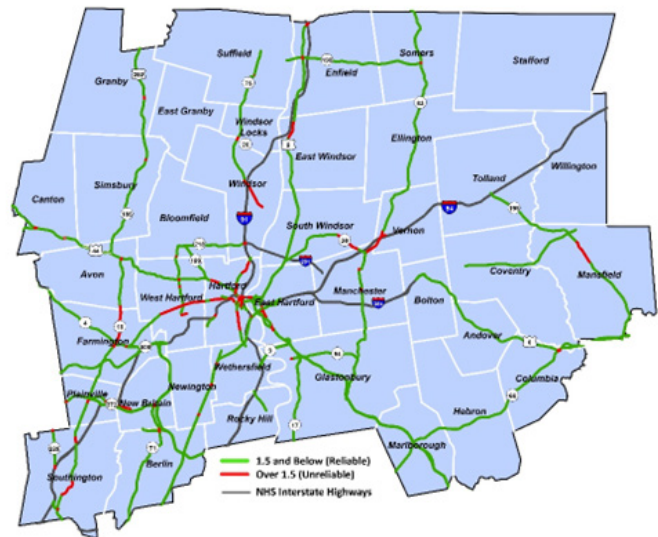 Suffield
Somers
Stafford
Granby
Enfield
East Granby
Windsor
Locks
Ellington
East Windsor
Willington
Tolland
Simsbury
Windsor
Canton
Bloomfield
South Windsor
Vernon
Avon
Coventry
Mansfield
Hartford
Manchester
West Hartford
East Hartford
Bolton
Farmington
Andover
Wethersfield
Columbia
Glastonbury
Plainville
Newington
New Britain
Hebron
Rocky Hill
Marlborough
Berlin
Southington
1.5 and Below (Reliable)
Over 1.5 (Unreliable)
NHS Interstate Highways